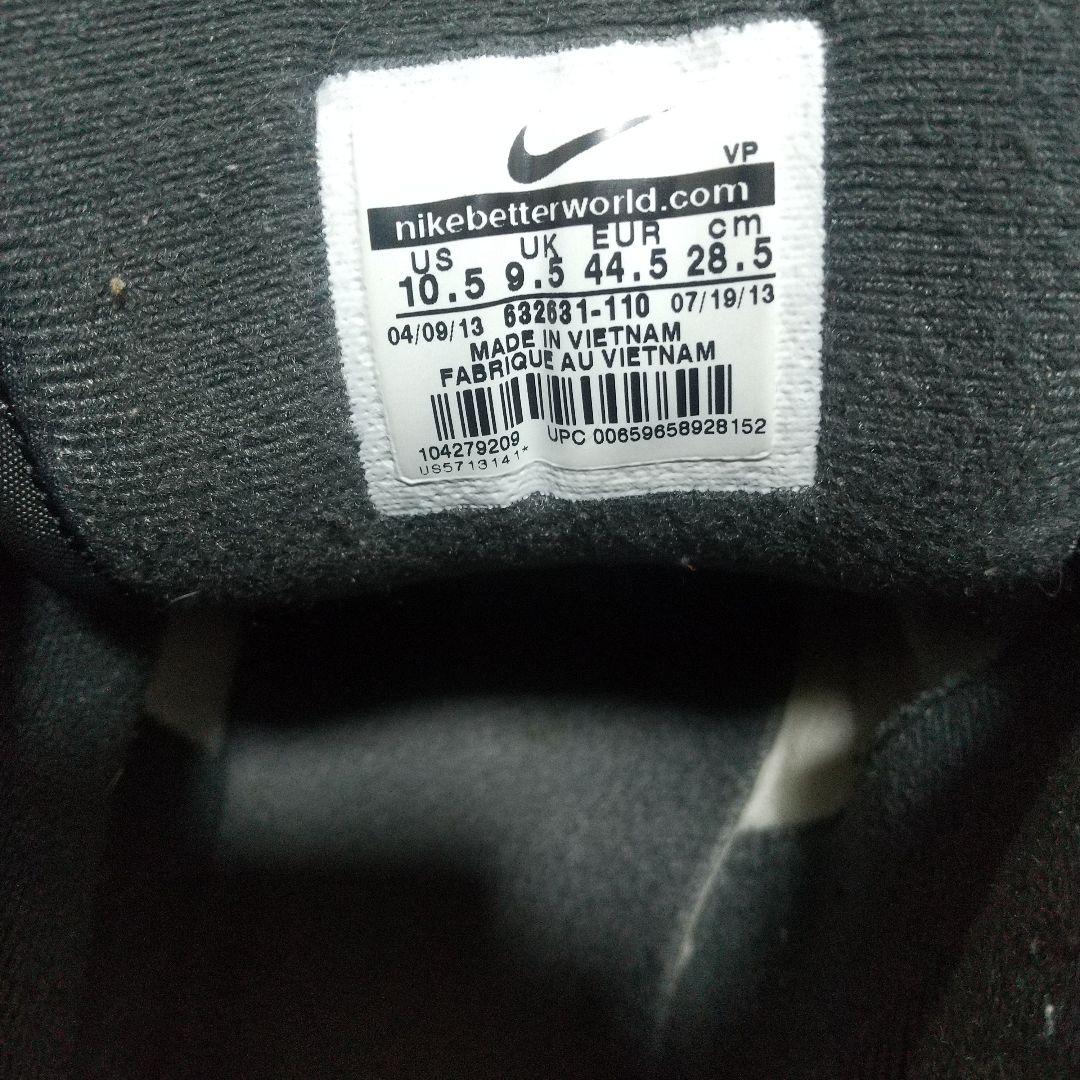 VP
nikebetterworld.com
US UK EUR cm
10.5 9.5 44.5 28.5
04/09/13 632631-110 07/19/13
MADE IN VIETNAM
FABRIQUE AU VIETNAM
104279209 UPC 00659658928152
US5713141*